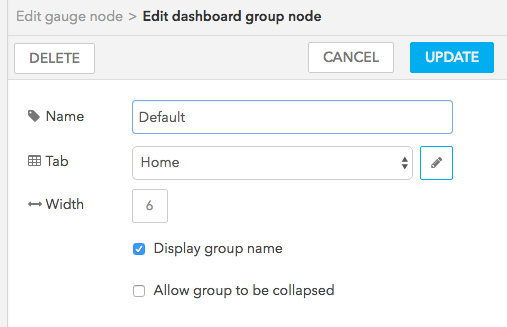 Edit gauge node > Edit dashboard group node
DELETE CANCEL UPDATE
Name Default
Tab Home
Width 6
Display group name
Allow group to be collapsed